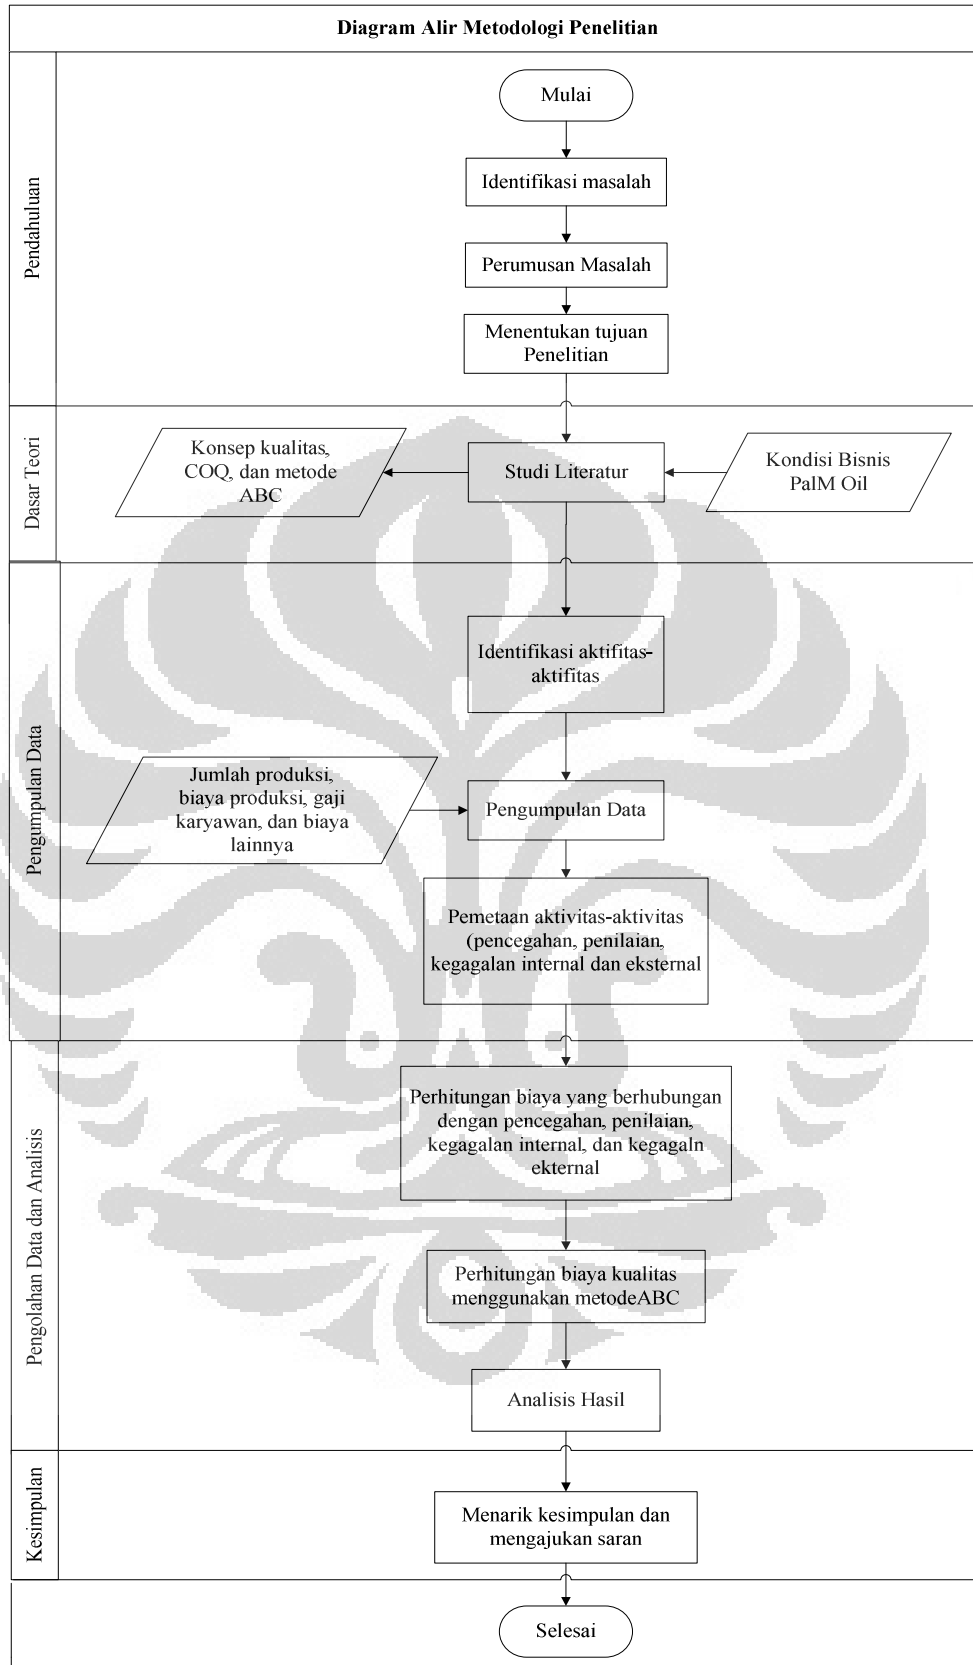 Diagram Alir Metodologi Penelitian
Pendahuluan
Mulai
Identifikasi masalah
Perumusan Masalah
Menentukan tujuan
Penelitian
Dasar Teori
Konsep kualitas,
COQ, dan metode
ABC
Studi Literatur
Kondisi Bisnis
PalM Oil
Pengumpulan Data
Identifikasi aktifitas-
aktifitas
Jumlah produksi,
biaya produksi, gaji
karyawan, dan biaya
lainnya
Pengumpulan Data
Pemetaan aktivitas-aktivitas
(pencegahan, penilaian,
kegagalan internal dan eksternal
Pengolahan Data dan Analisis
Perhitungan biaya yang berhubungan
dengan pencegahan, penilaian,
kegagalan internal, dan kegagaln
ekternal
Perhitungan biaya kualitas
menggunakan metodeABC
Analisis Hasil
Kesimpulan
Menarik kesimpulan dan
mengajukan saran
Selesai